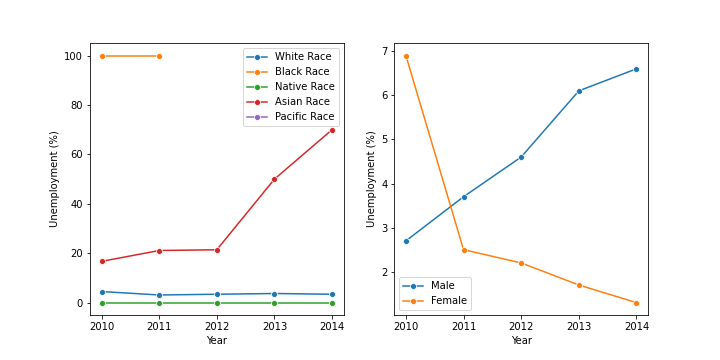 100
80
60
40
20
0
Unemployment (%)
2010 2011 2012 2013 2014
Year
White Race
Black Race
Native Race
Asian Race
Pacific Race
7
6
5
4
3
2
Unemployment (%)
2010 2011 2012 2013 2014
Year
Male
Female